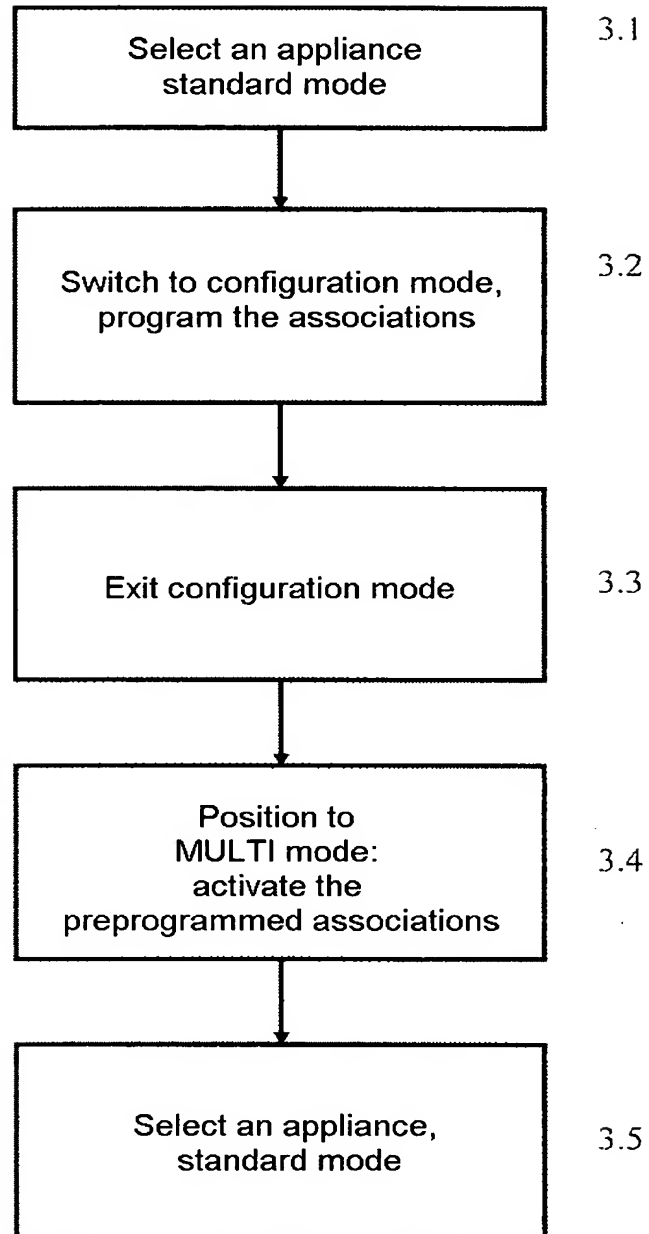 Select an appliance
standard mode
3.1
Switch to configuration mode,
program the associations
3.2
Exit configuration mode
3.3
Position to
MULTI mode:
activate the
preprogrammed associations
3.4
Select an appliance,
standard mode
3.5